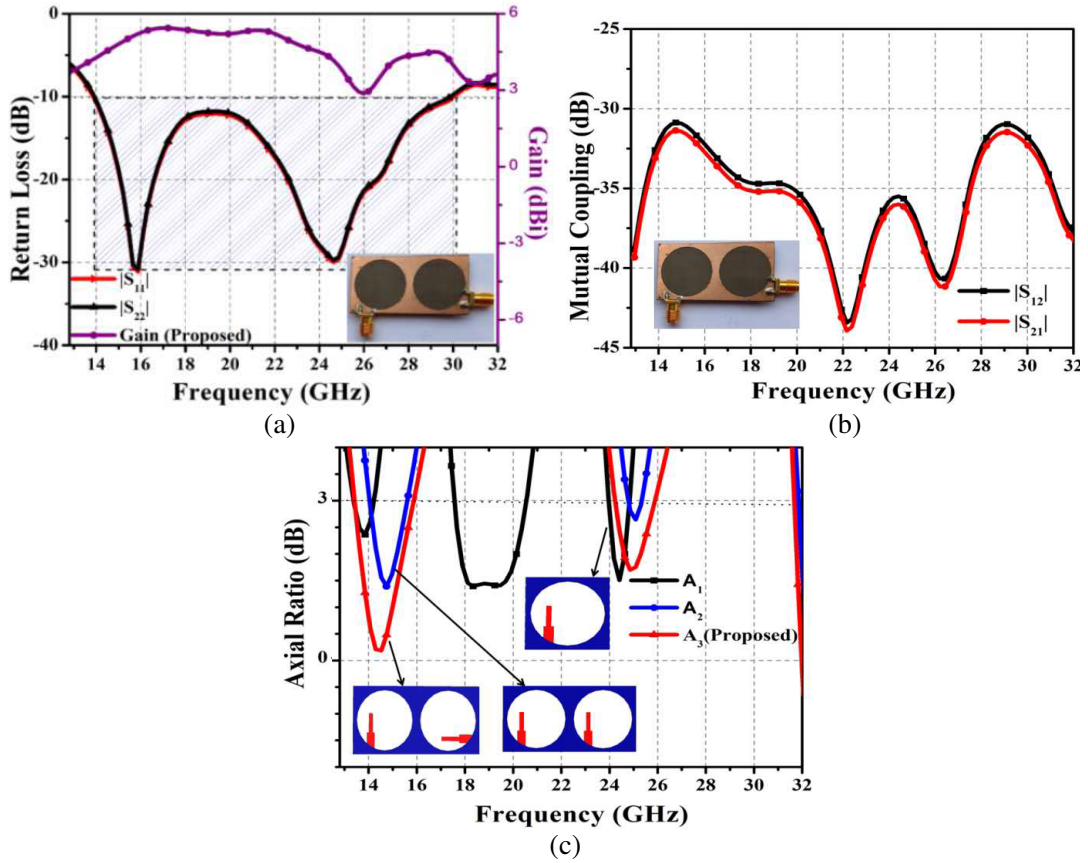 0
-10
-20
-30
-40
Return Loss (dB)
6
3
0
-3
-6
Gain (dBi)
|S11|
|S22|
Gain (Proposed)
14 16 18 20 22 24 26 28 30 32
Frequency (GHz)
(a)
-25
-30
-35
-40
-45
Mutual Coupling (dB)
|S12|
|S21|
14 16 18 20 22 24 26 28 30 32
Frequency (GHz)
(b)
3
0
Axial Ratio (dB)
A1
A2
A3(Proposed)
14 16 18 20 22 24 26 28 30 32
Frequency (GHz)
(c)